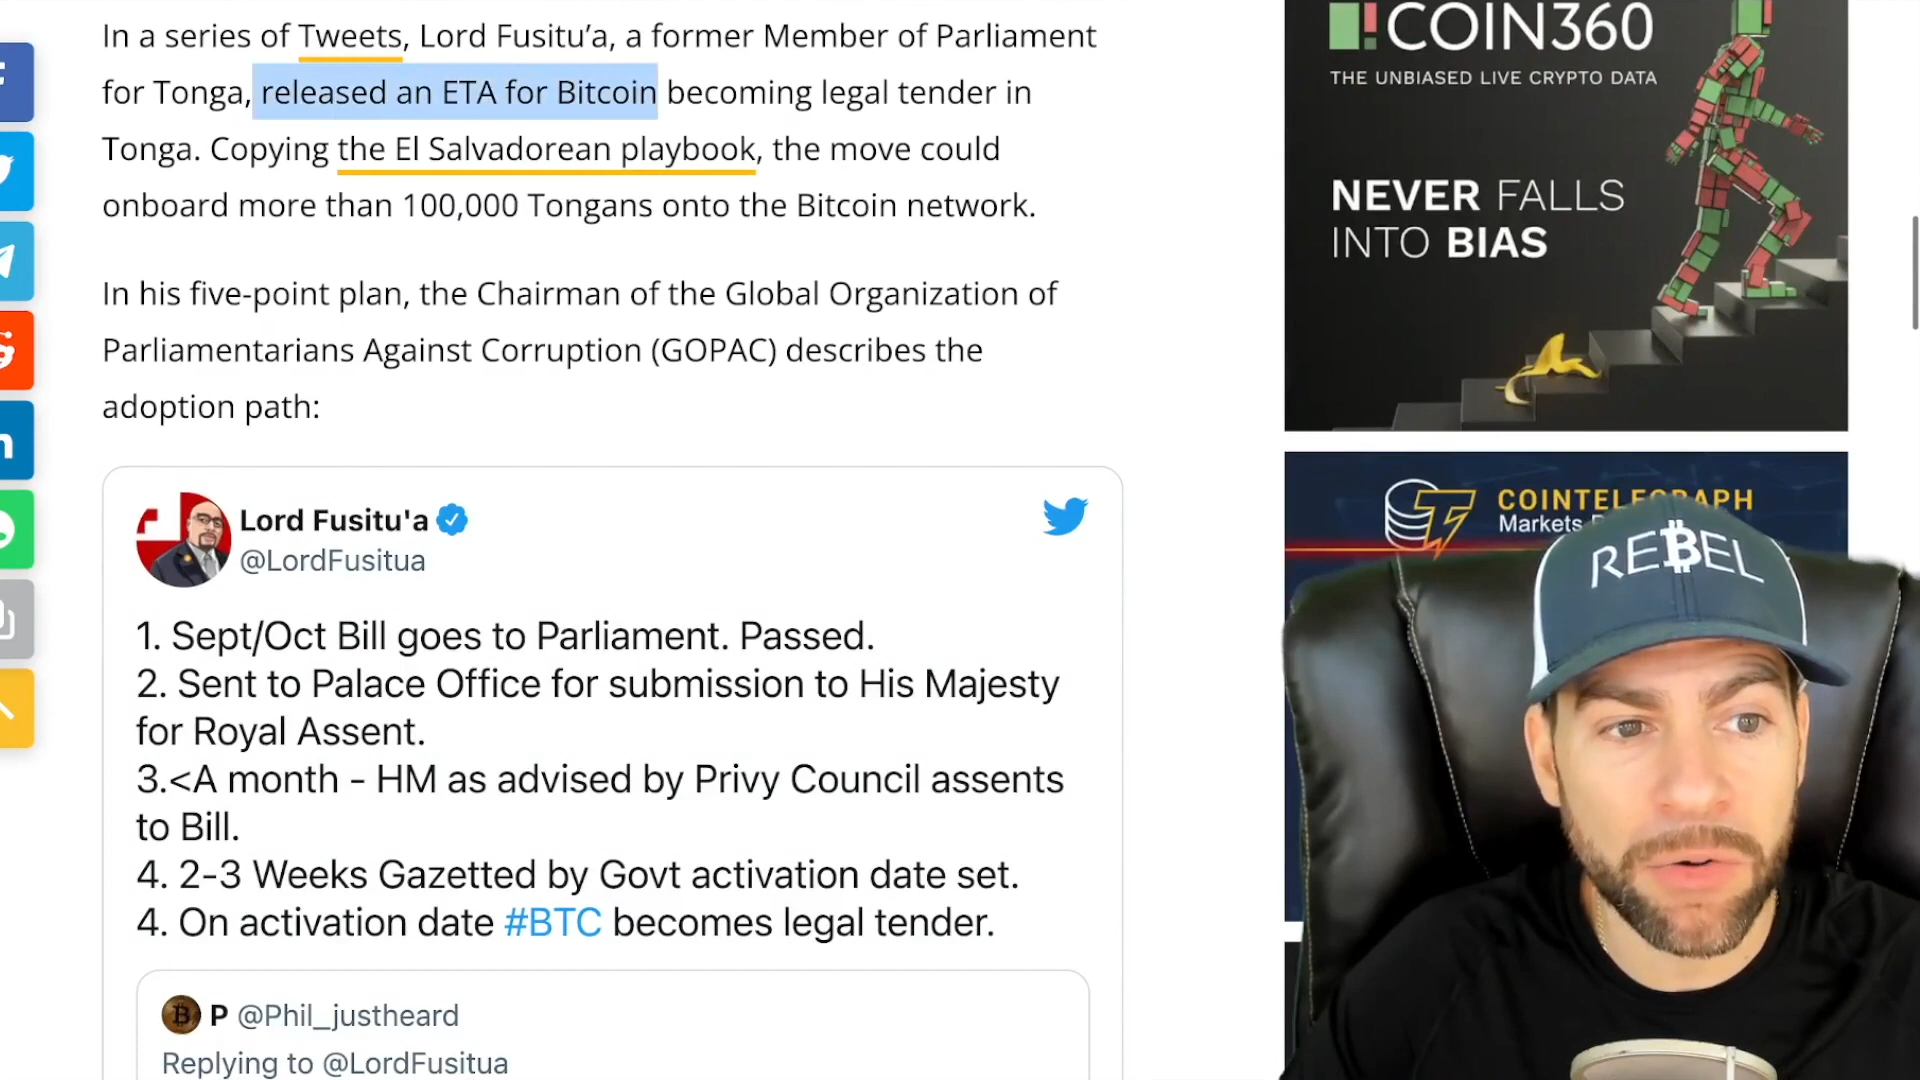 In a series of Tweets, Lord Fusitu’a, a former Member of Parliament
for Tonga, released an ETA for Bitcoin becoming legal tender in
Tonga. Copying the El Salvadorean playbook, the move could
onboard more than 100,000 Tongans onto the Bitcoin network.
In his five-point plan, the Chairman of the Global Organization of
Parliamentarians Against Corruption (GOPAC) describes the
adoption path:
Lord Fusitu'a
@LordFusitua
1. Sept/Oct Bill goes to Parliament. Passed.
2. Sent to Palace Office for submission to His Majesty
for Royal Assent.
3.<A month - HM as advised by Privy Council assents
to Bill.
4. 2-3 Weeks Gazetted by Govt activation date set.
4. On activation date #BTC becomes legal tender.
P @Phil_justheard
Replying to @LordFusitua
COIN360
THE UNBIASED LIVE CRYPTO DATA
NEVER FALLS
INTO BIAS
COINTELEGRAPH
Markets
REBEL